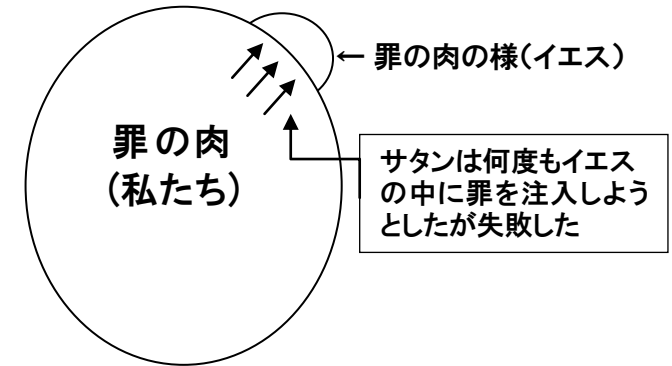 ← 罪の肉の様(イエス)
罪の肉
(私たち)
サタンは何度もイエス
の中に罪を注入しよう
としたが失敗した